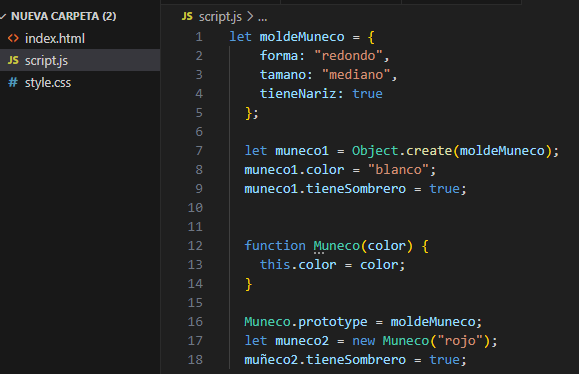 NUEVA CARPETA (2)
index.html
JS script.js
# style.css
JS script.js > ...
1 let moldeMuneco = {
2 forma: "redondo",
3 tamano: "mediano",
4 tieneNariz: true
5 };
6
7 let muneco1 = Object.create(moldeMuneco);
8 muneco1.color = "blanco";
9 muneco1.tieneSombrero = true;
10
11
12 function Muneco(color) {
13 this.color = color;
14 }
15
16 Muneco.prototype = moldeMuneco;
17 let muneco2 = new Muneco("rojo");
18 muñeco2.tieneSombrero = true;